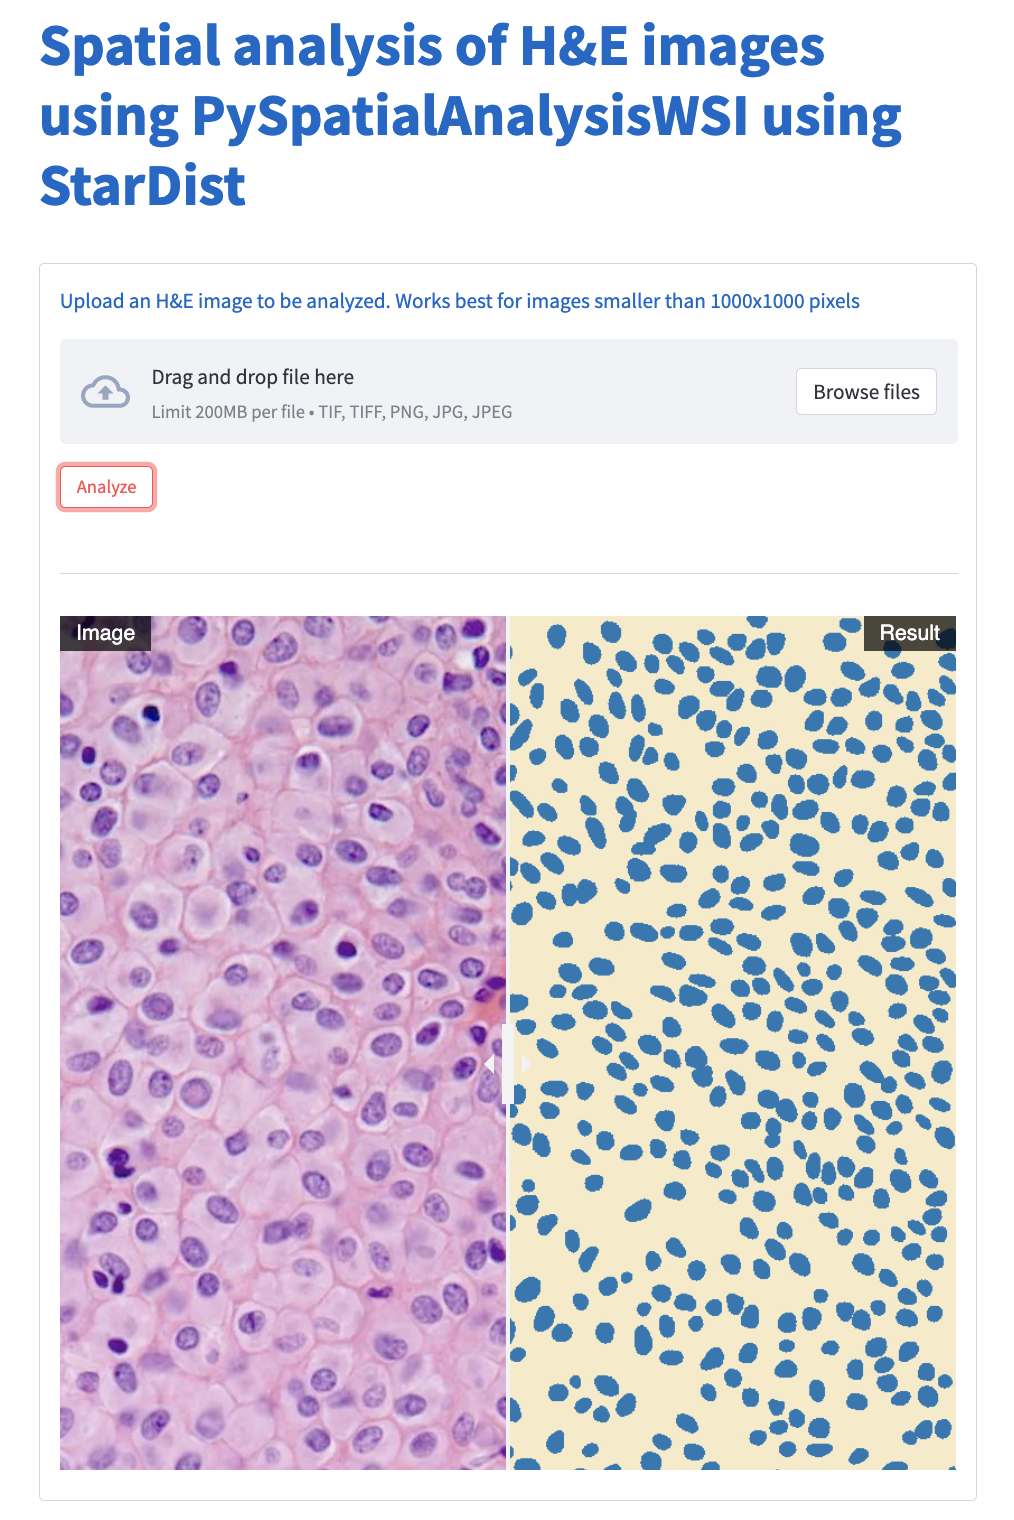 Spatial analysis of H&E images
using PySpatialAnalysisWSI using
StarDist
Upload an H&E image to be analyzed. Works best for images smaller than 1000x1000 pixels
Drag and drop file here
Limit 200MB per file • TIF, TIFF, PNG, JPG, JPEG
Browse files
Analyze
Image
Result